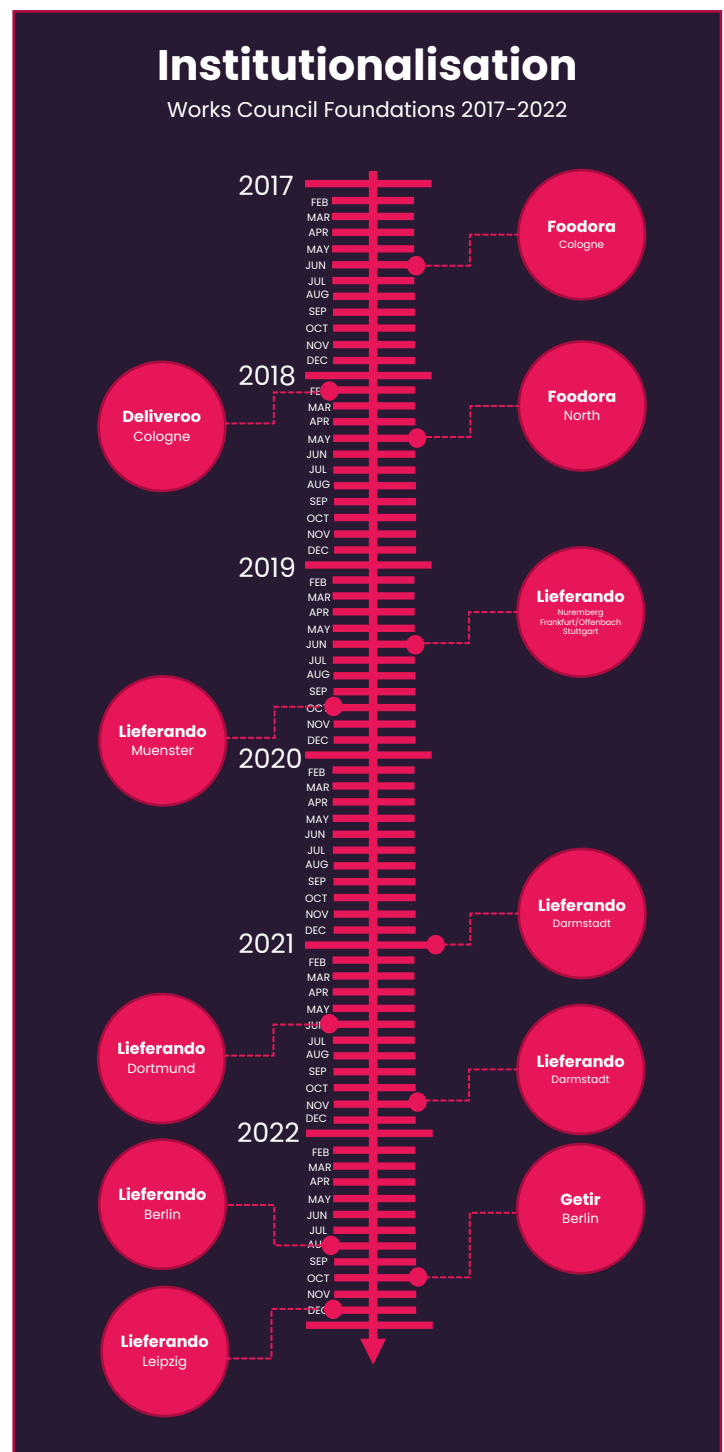 Institutionalisation
Works Council Foundations 2017-2022
2017
FEB
MAR
APR
MAY
JUN
JUL
AUG
SEP
OCT
NOV
DEC
Foodora
Cologne
2018
FEB
MAR
APR
MAY
JUN
JUL
AUG
SEP
OCT
NOV
DEC
Deliveroo
Cologne
Foodora
North
2019
FEB
MAR
APR
MAY
JUN
JUL
AUG
SEP
OCT
NOV
DEC
Lieferando
Nuremberg
Frankfurt/Offenbach
Stuttgart
Lieferando
Muenster
2020
FEB
MAR
APR
MAY
JUN
JUL
AUG
SEP
OCT
NOV
DEC
Lieferando
Darmstadt
2021
FEB
MAR
APR
MAY
JUN
JUL
AUG
SEP
OCT
NOV
DEC
Lieferando
Dortmund
Lieferando
Darmstadt
2022
FEB
MAR
APR
MAY
JUN
JUL
AUG
SEP
OCT
NOV
DEC
Lieferando
Berlin
Getir
Berlin
Lieferando
Leipzig